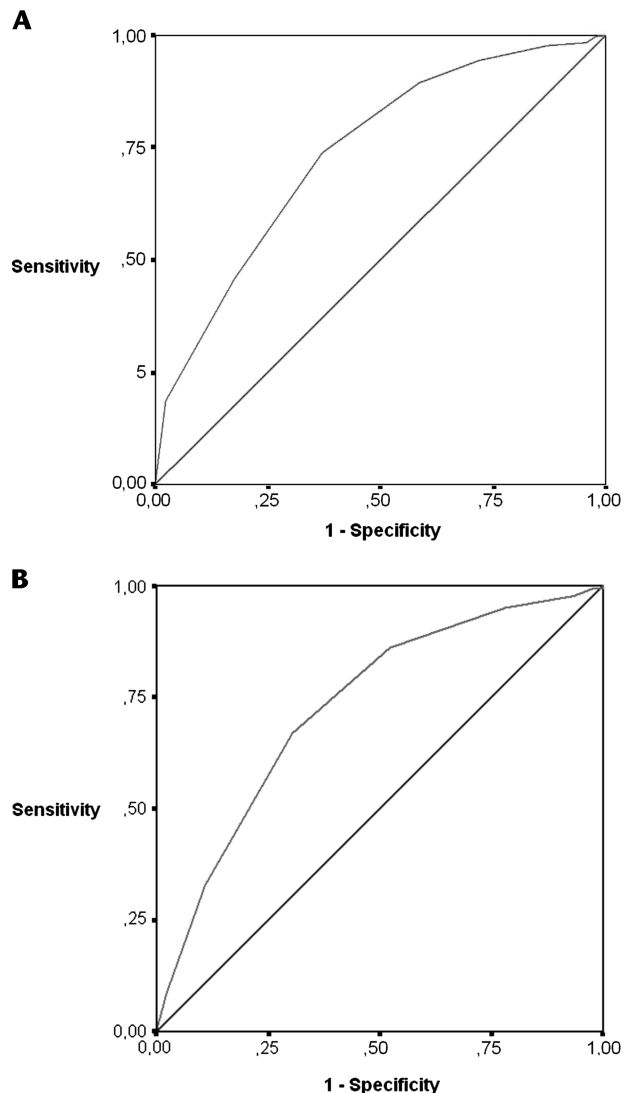 A
1,00
,75
Sensitivity
,50
5
0,00
0,00 ,25 ,50 ,75 1,00
1 - Specificity
B
1,00
,75
Sensitivity
,50
,25
0,00
0,00 ,25 ,50 ,75 1,00
1 - Specificity